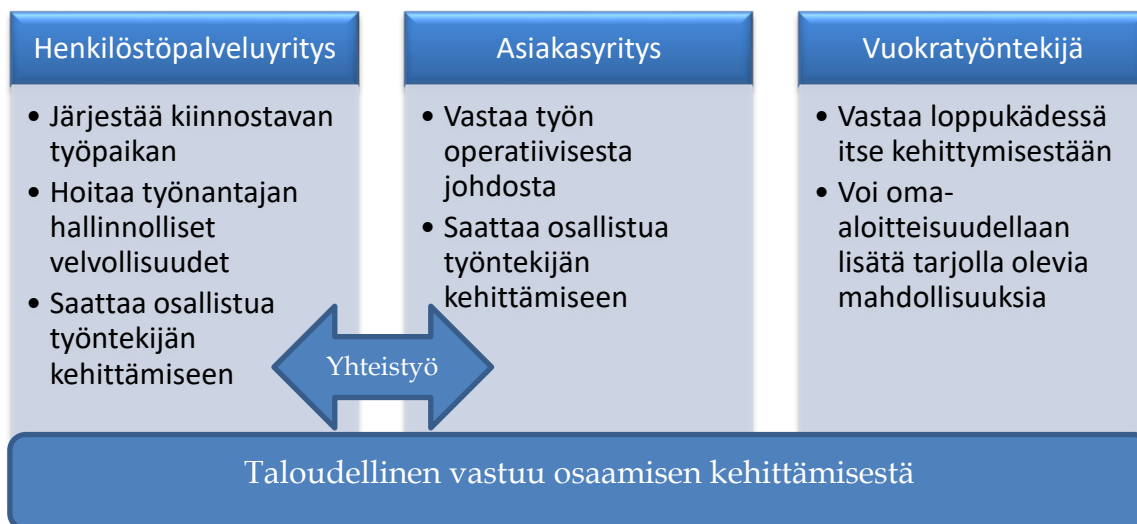 Henkilöstöpalveluyritys
• Järjestää kiinnostavan
työpaikan
• Hoitaa työnantajan
hallinnolliset
velvollisuudet
• Saattaa osallistua
työntekijän
kehittämiseen
Asiakasyritys
• Vastaa työn
operatiivisesta
johdosta
• Saattaa osallistua
työntekijän
kehittämiseen
Vuokratyöntekijä
• Vastaa loppukädessä
itse kehittymisestään
• Voi oma-
aloitteisuudellaan
lisätä tarjolla olevia
mahdollisuuksia
Yhteistyö
Taloudellinen vastuu osaamisen kehittämisestä